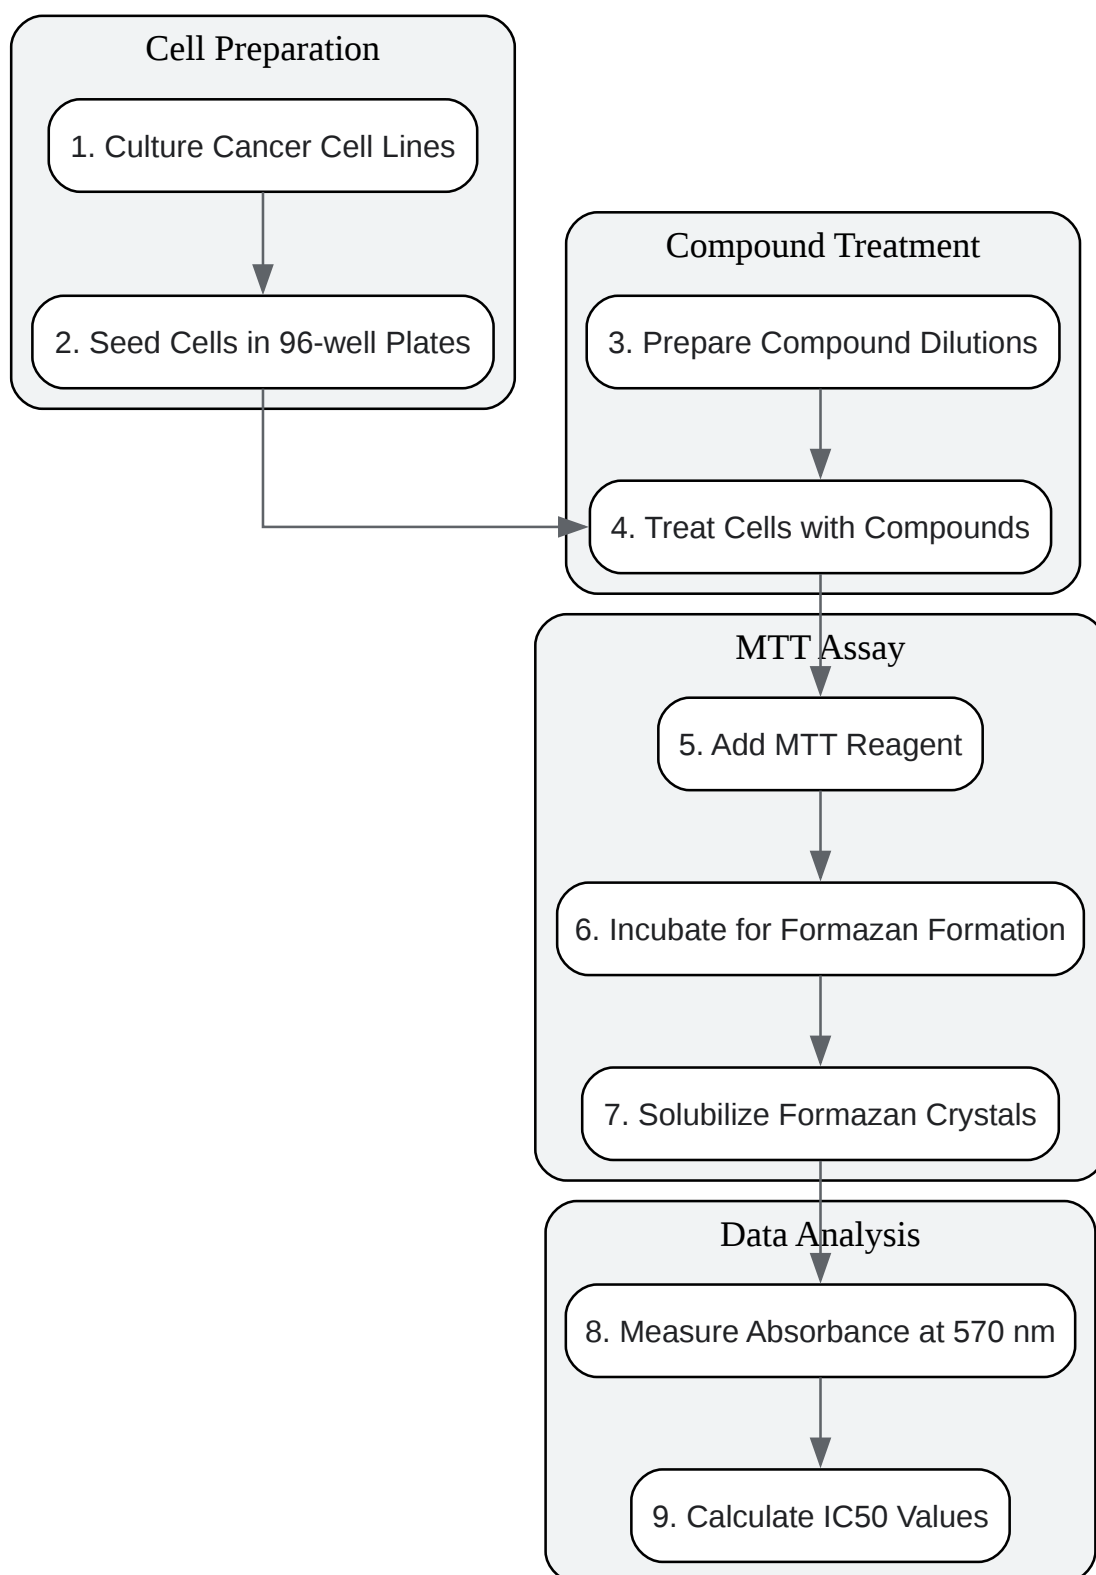 Cell Preparation
1. Culture Cancer Cell Lines
2. Seed Cells in 96-well Plates
Compound Treatment
3. Prepare Compound Dilutions
4. Treat Cells with Compounds
MTT Assay
5. Add MTT Reagent
6. Incubate for Formazan Formation
7. Solubilize Formazan Crystals
Data Analysis
8. Measure Absorbance at 570 nm
9. Calculate IC50 Values